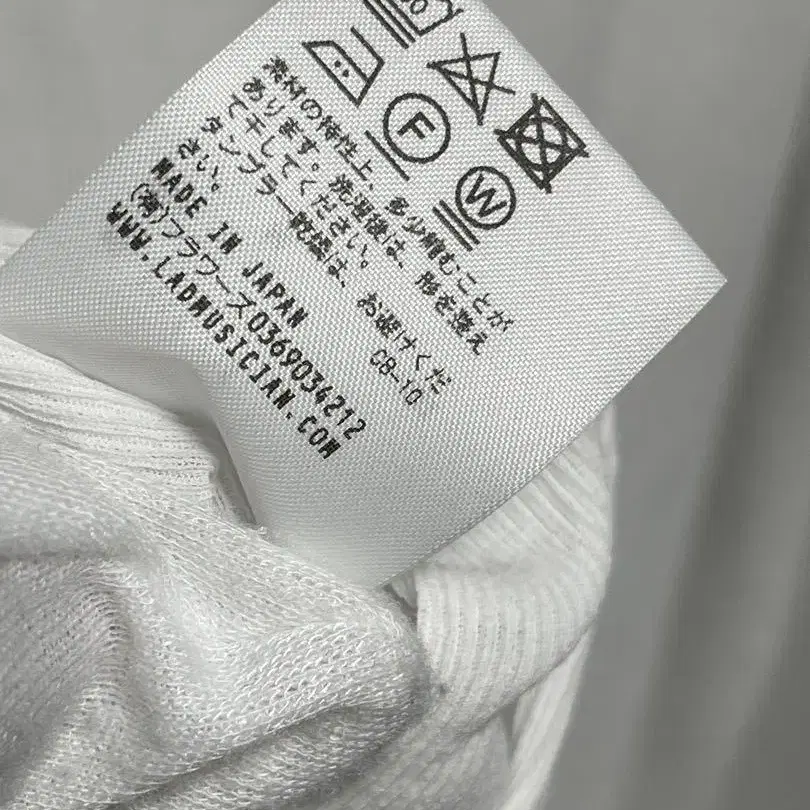 F
W
素材の特性上、多少縮むことが
あります。洗濯後は、形を整え
て干してください。
タンブラー乾燥は、お避けくだ
さい。
CB-10
MADE IN JAPAN
(有)フラワーズ0369034212
WWW.LADMUSICIAN.COM